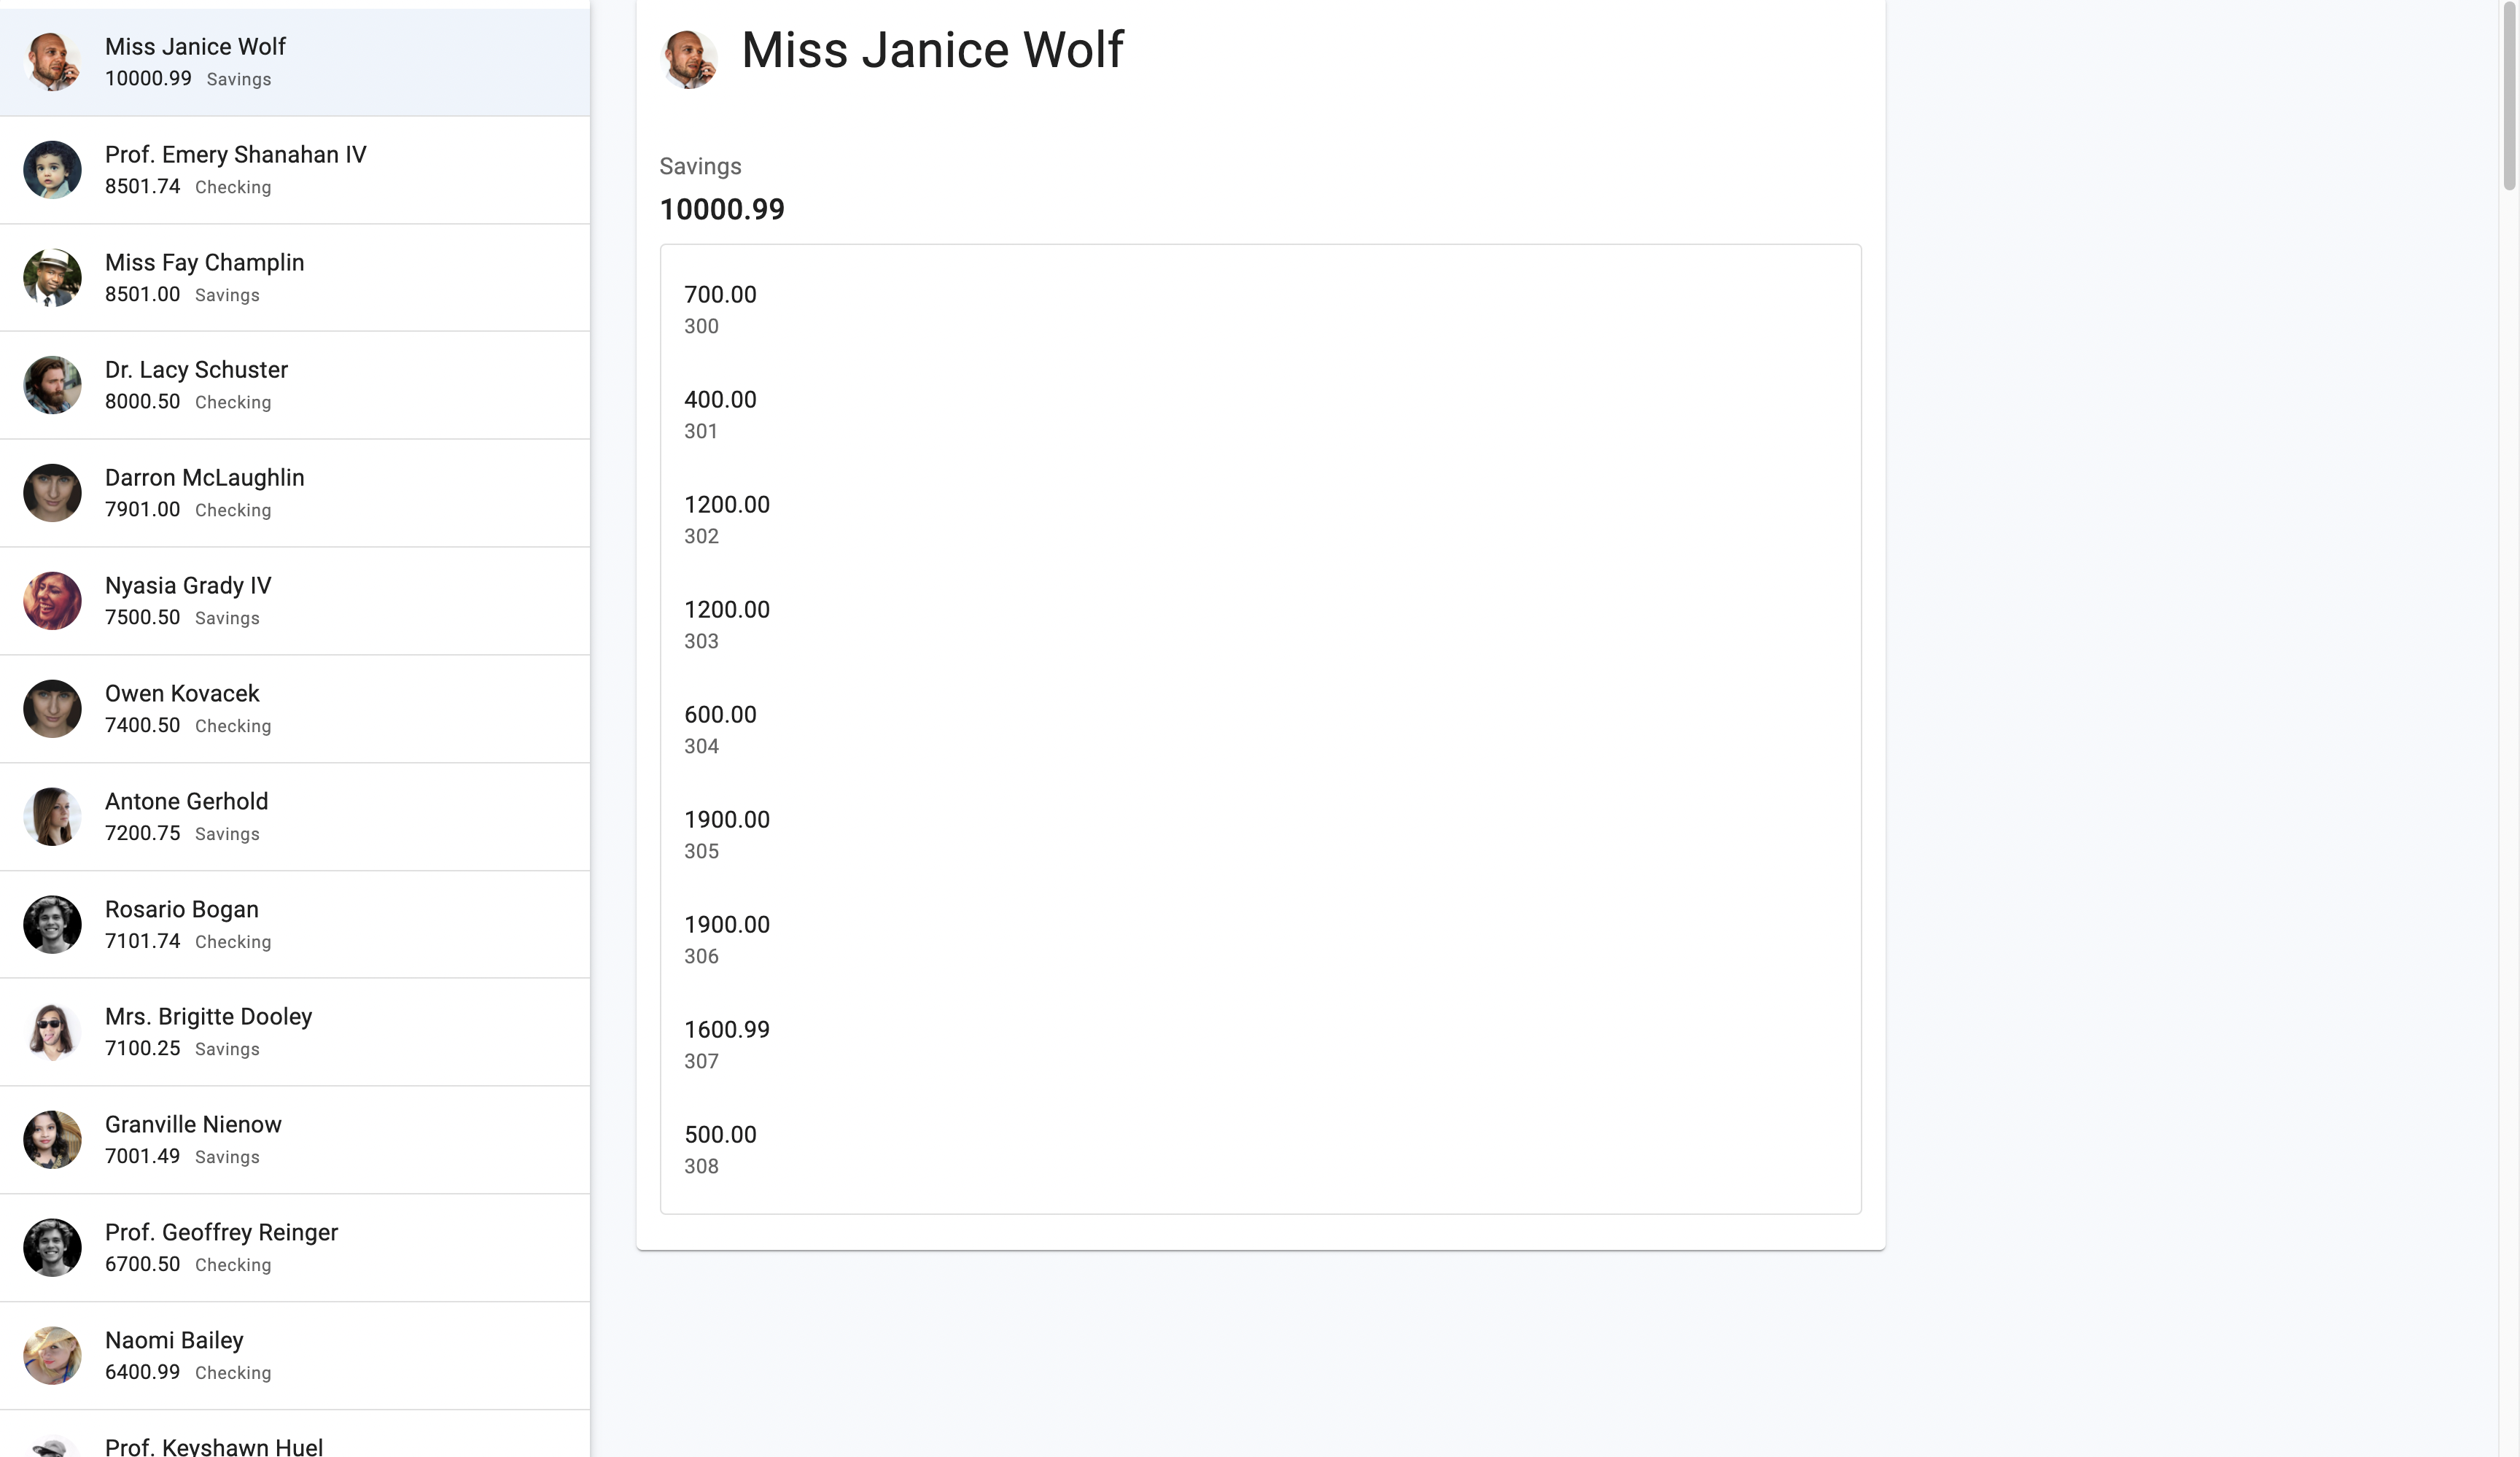 Miss Janice Wolf
10000.99 Savings
Prof. Emery Shanahan IV
8501.74 Checking
Miss Fay Champlin
8501.00 Savings
Dr. Lacy Schuster
8000.50 Checking
Darron McLaughlin
7901.00 Checking
Nyasia Grady IV
7500.50 Savings
Owen Kovacek
7400.50 Checking
Antone Gerhold
7200.75 Savings
Rosario Bogan
7101.74 Checking
Mrs. Brigitte Dooley
7100.25 Savings
Granville Nienow
7001.49 Savings
Prof. Geoffrey Reinger
6700.50 Checking
Naomi Bailey
6400.99 Checking
Prof. Keyshawn Huel
Miss Janice Wolf
Savings
10000.99
700.00
300
400.00
301
1200.00
302
1200.00
303
600.00
304
1900.00
305
1900.00
306
1600.99
307
500.00
308